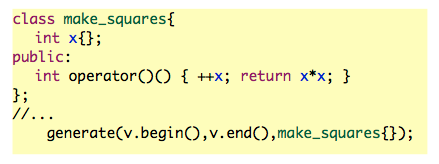 class make_squares{
int x{};
public:
int operator()() { ++x; return x*x; }
};
//...
generate(v.begin(),v.end(),make_squares{});